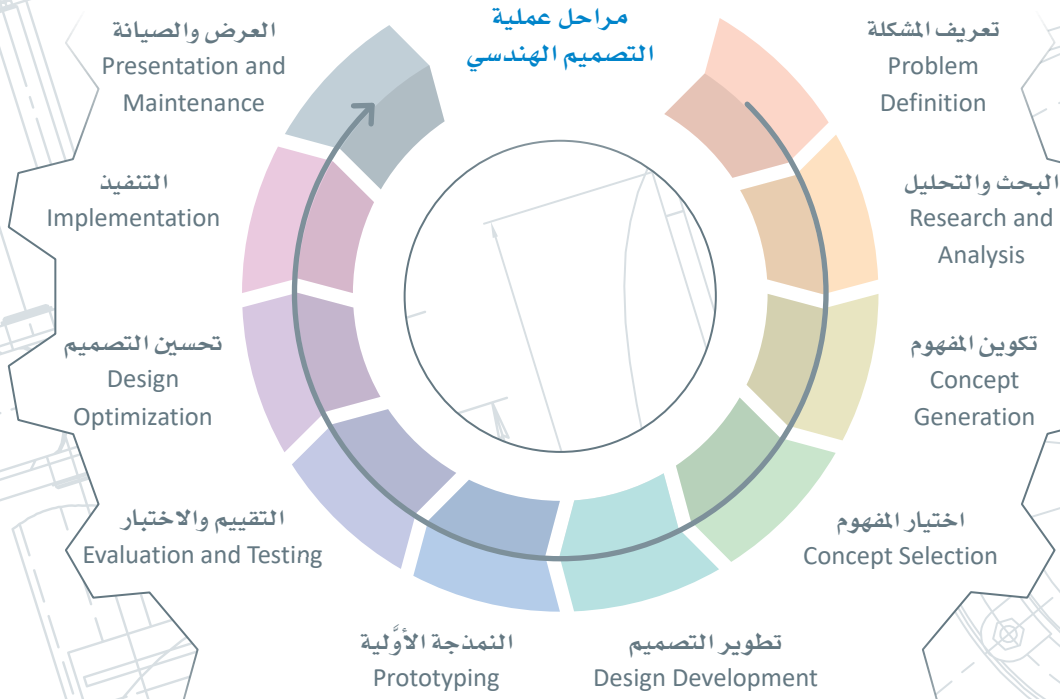 مراحل عملية
التصميم الهندسي
تعريف المشكلة
Problem
Definition
البحث والتحليل
Research and
Analysis
تكوين المفهوم
Concept
Generation
اختيار المفهوم
Concept Selection
تطوير التصميم
Design Development
النمذجة الأوَّلية
Prototyping
التقييم والاختبار
Evaluation and Testing
تحسين التصميم
Design
Optimization
التنفيذ
Implementation
العرض والصيانة
Presentation and
Maintenance